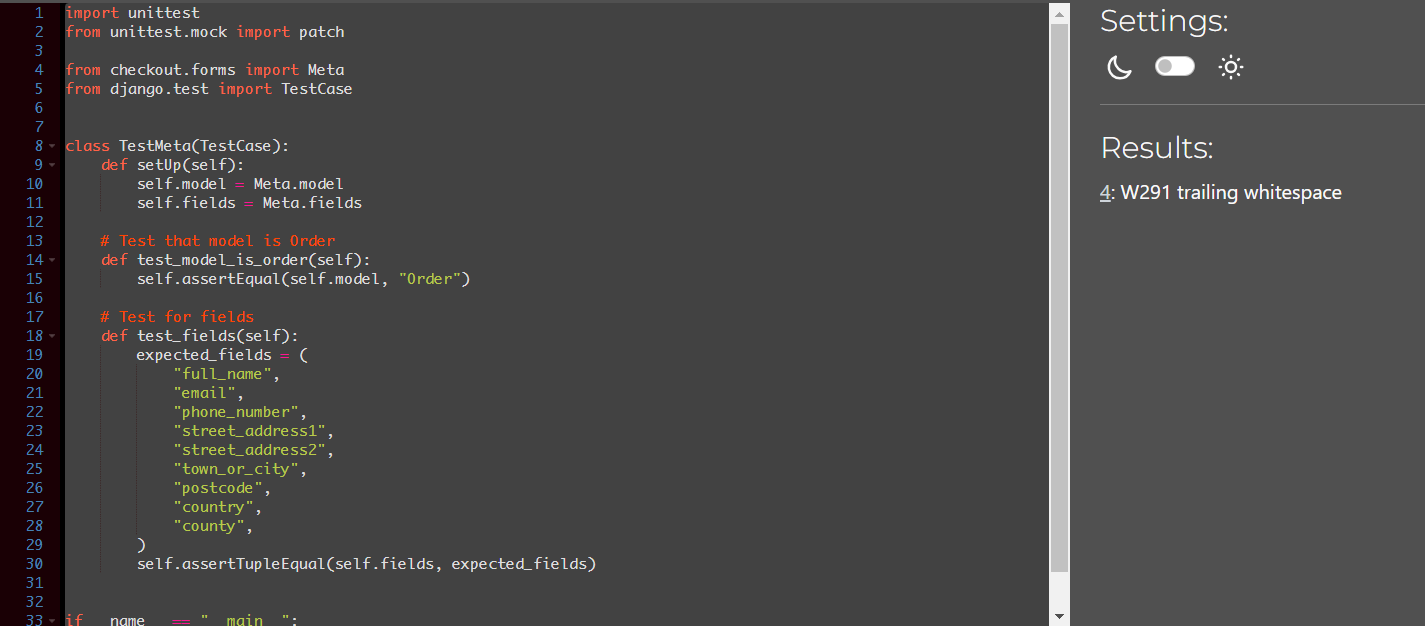 1 import unittest
2 from unittest.mock import patch
3
4 from checkout.forms import Meta
5 from django.test import TestCase
6
7
8 class TestMeta(TestCase):
9     def setUp(self):
10         self.model = Meta.model
11         self.fields = Meta.fields
12
13     # Test that model is Order
14     def test_model_is_order(self):
15         self.assertEqual(self.model, "Order")
16
17     # Test for fields
18     def test_fields(self):
19         expected_fields = (
20             "full_name",
21             "email",
22             "phone_number",
23             "street_address1",
24             "street_address2",
25             "town_or_city",
26             "postcode",
27             "country",
28             "county",
29         )
30         self.assertTupleEqual(self.fields, expected_fields)
31
32
33 if __name__ == "__main__":
Settings:
Results:
4: W291 trailing whitespace